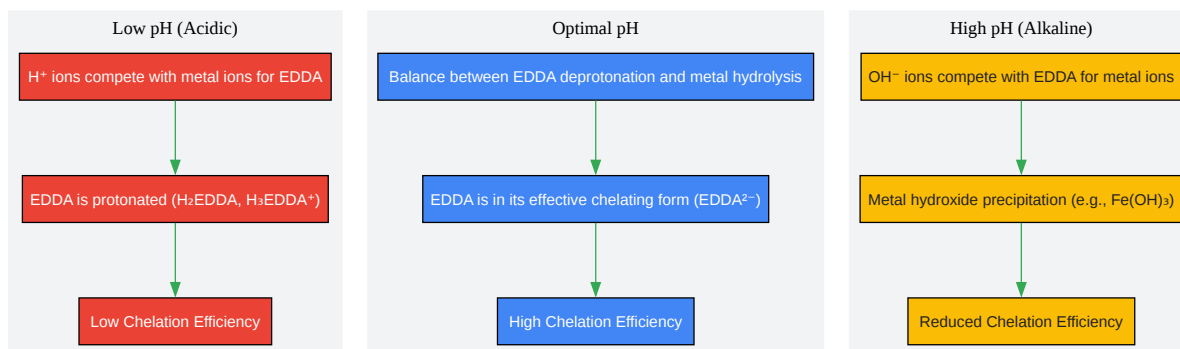 Low pH (Acidic)
H⁺ ions compete with metal ions for EDDA
EDDA is protonated (H₂EDDA, H₃EDDA⁺)
Low Chelation Efficiency
Optimal pH
Balance between EDDA deprotonation and metal hydrolysis
EDDA is in its effective chelating form (EDDA²⁻)
High Chelation Efficiency
High pH (Alkaline)
OH⁻ ions compete with EDDA for metal ions
Metal hydroxide precipitation (e.g., Fe(OH)₃)
Reduced Chelation Efficiency